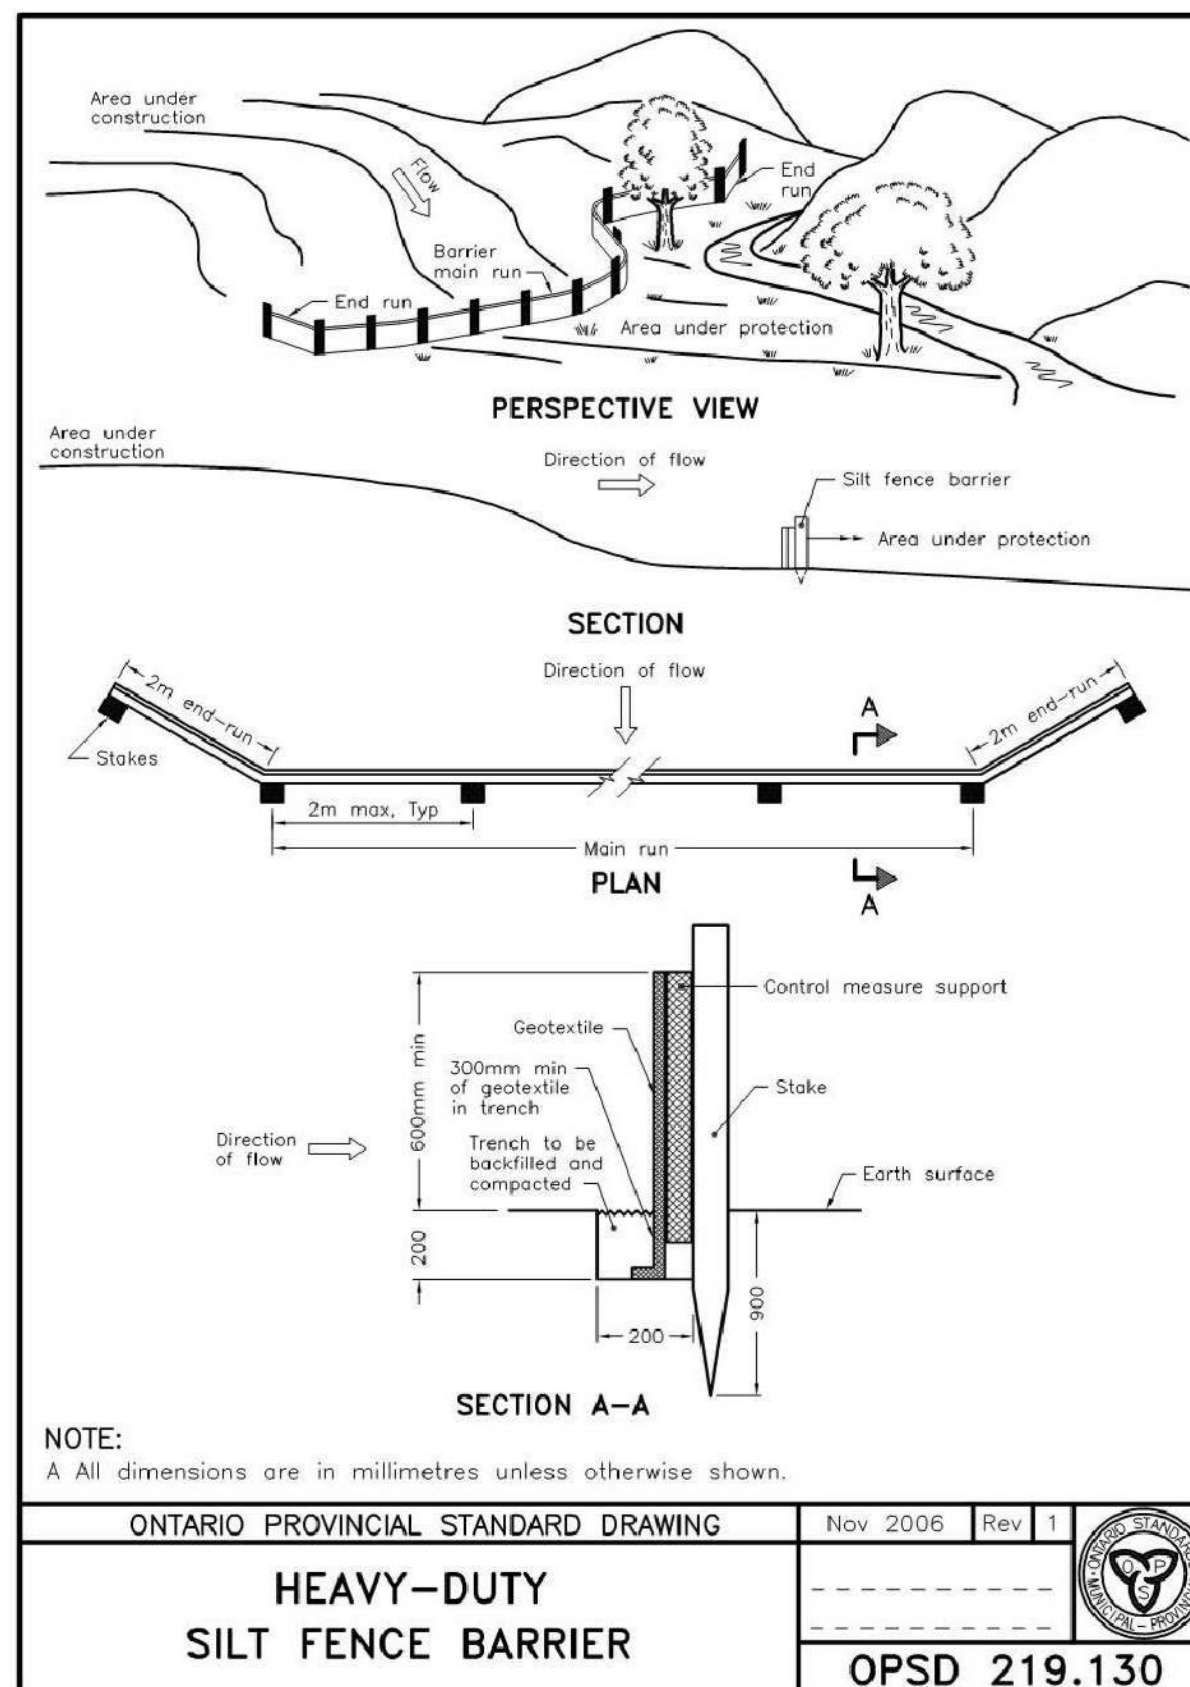 Area under
construction
Flow
End
run
Barrier
main run
End run
Area under protection
PERSPECTIVE VIEW
Area under
construction
Direction of flow
Silt fence barrier
Area under protection
SECTION
Direction of flow
2m end-run
A
2m end-run
Stakes
2m max, Typ
Main run
PLAN
A
Control measure support
Geotextile
600mm min
300mm min
of geotextile
in trench
Stake
Direction
of flow
Trench to be
backfilled and
compacted
Earth surface
200
900
200
SECTION A-A
NOTE:
A All dimensions are in millimetres unless otherwise shown.
ONTARIO PROVINCIAL STANDARD DRAWING
Nov 2006 Rev 1
HEAVY-DUTY
SILT FENCE BARRIER
ONTARIO
MUNICIPAL
O P
S
OPSD 219.130